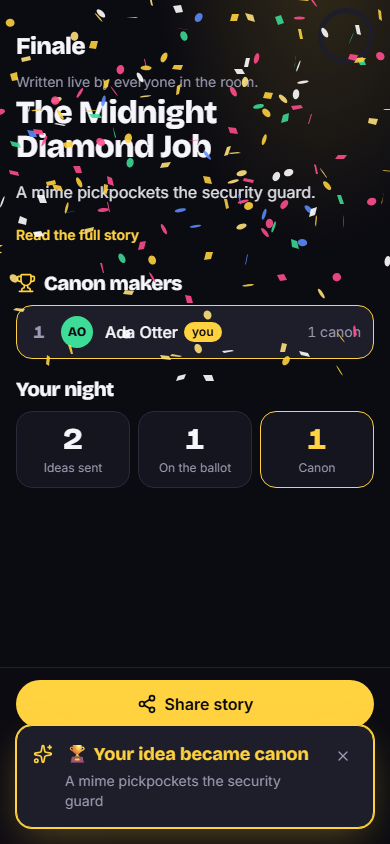 Finale
Written live by everyone in the room.
The Midnight
Diamond Job
A mime pickpockets the security guard.
Read the full story
Canon makers
1 AO Ada Otter you 1 canon
Your night
2 1 1
Ideas sent On the ballot Canon
Share story
🏆 Your idea became canon
A mime pickpockets the security
guard